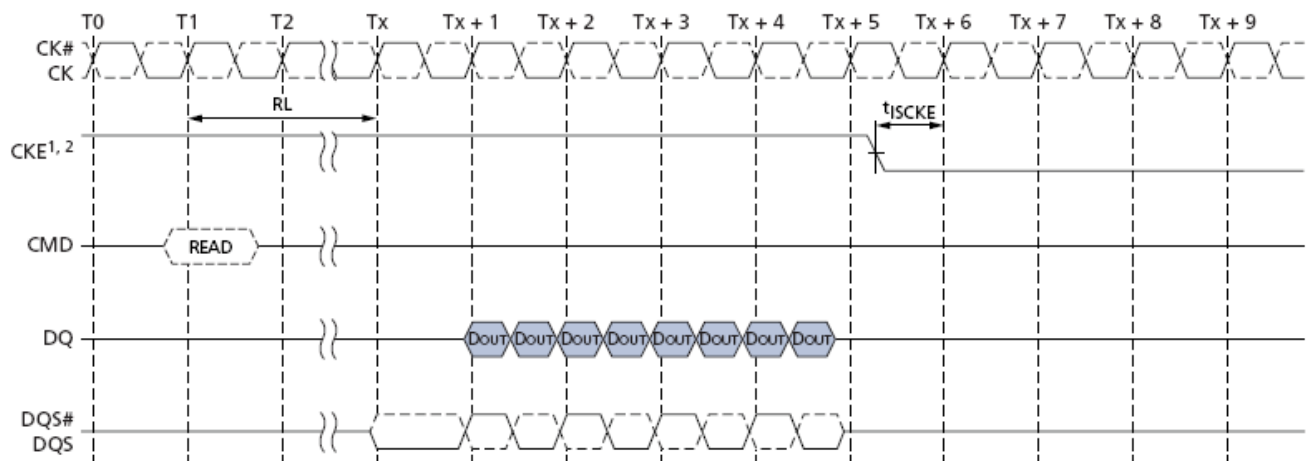 T0 T1 T2 Tx Tx + 1 Tx + 2 Tx + 3 Tx + 4 Tx + 5 Tx + 6 Tx + 7 Tx + 8 Tx + 9
CK#
CK
RL
tISCKE
CKE1, 2
CMD READ
DQ DOUT DOUT DOUT DOUT DOUT DOUT DOUT DOUT
DQS#
DQS